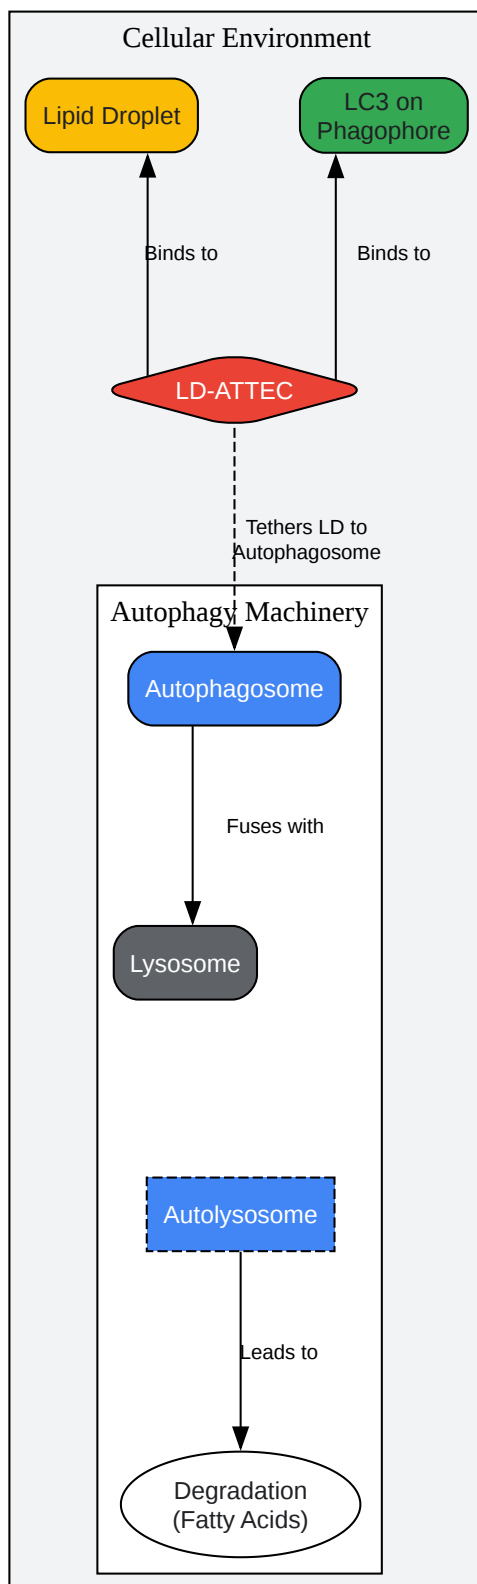 Cellular Environment
Lipid Droplet
LC3 on
Phagophore
Binds to
Binds to
LD-ATTEC
Tethers LD to
Autophagosome
Autophagy Machinery
Autophagosome
Fuses with
Lysosome
Autolysosome
Leads to
Degradation
(Fatty Acids)